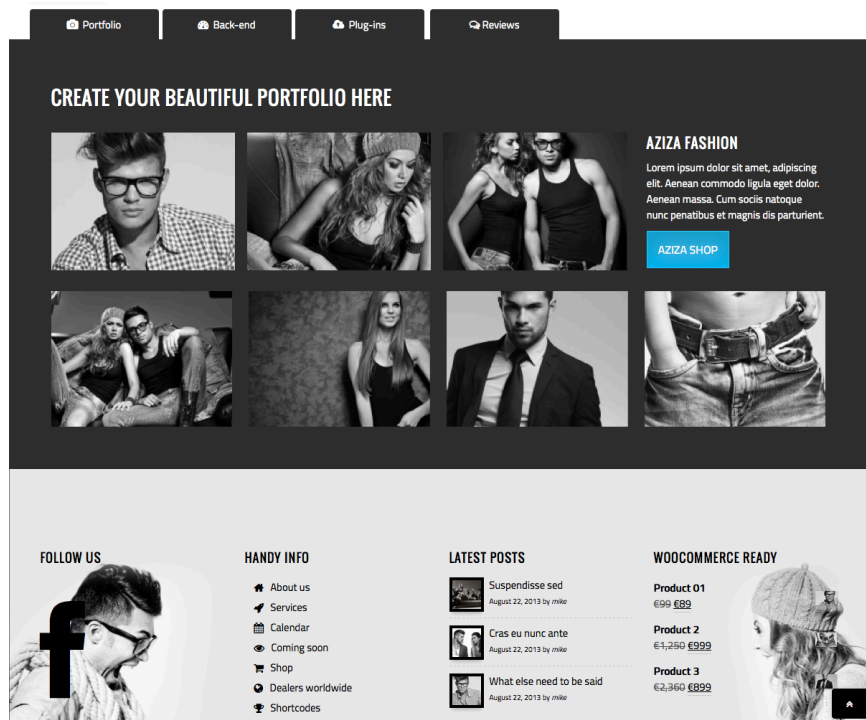 Portfolio
Back-end
Plug-ins
Reviews
CREATE YOUR BEAUTIFUL PORTFOLIO HERE
AZIZA FASHION
Lorem ipsum dolor sit amet, adipiscing
elit. Aenean commodo ligula eget dolor.
Aenean massa. Cum sociis natoque
nunc penatibus et magnis dis parturient.
AZIZA SHOP
FOLLOW US
f
HANDY INFO
About us
Services
Calendar
Coming soon
Shop
Dealers worldwide
Shortcodes
LATEST POSTS
Suspendisse sed
August 22, 2013 by mike
Cras eu nunc ante
August 22, 2013 by mike
What else need to be said
August 22, 2013 by mike
WOOCOMMERCE READY
Product 01
€99 €89
Product 2
€1,250 €999
Product 3
€2,360 €899